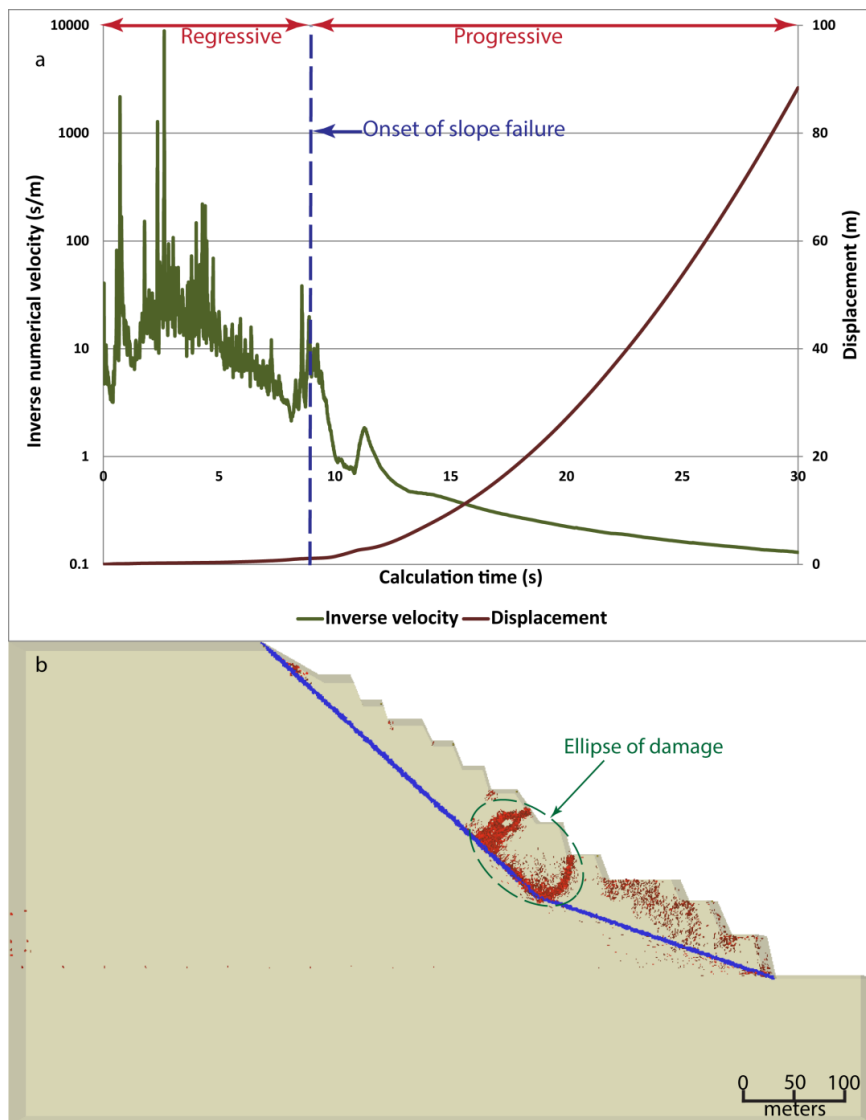 Regressive
Progressive
a
Onset of slope failure
10000
1000
100
10
1
0.1
Inverse numerical velocity (s/m)
0
5
10
15
20
25
30
Calculation time (s)
100
80
60
40
20
0
Displacement (m)
Inverse velocity
Displacement
b
Ellipse of damage
0 50 100
meters